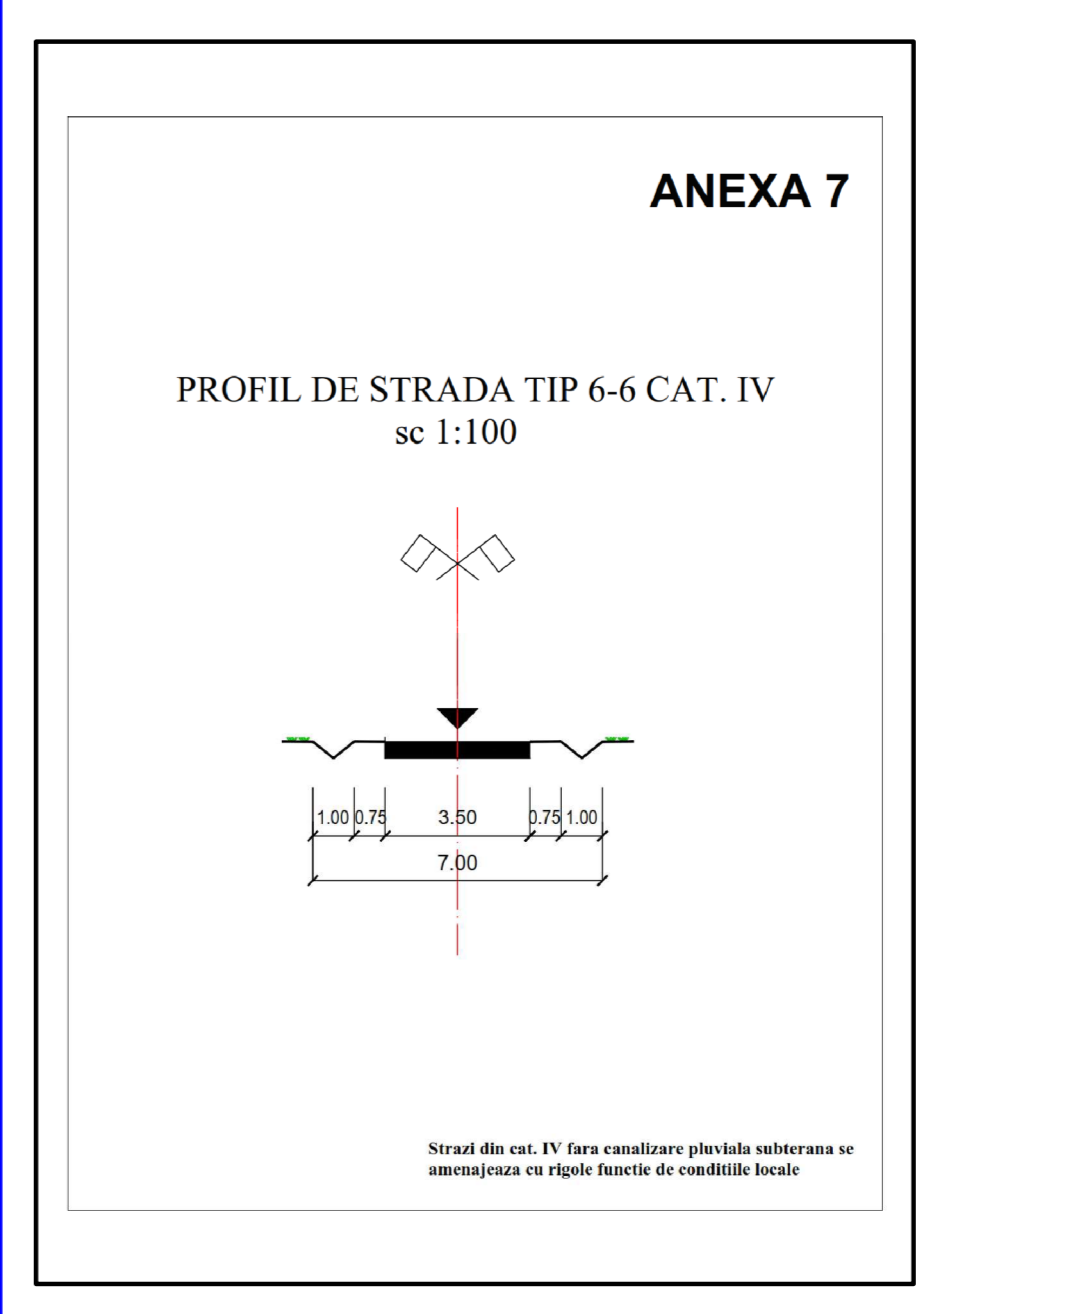 ANEXA 7
PROFIL DE STRADA TIP 6-6 CAT. IV
sc 1:100
1.00 0.75 3.50 0.75 1.00
7.00
Strazi din cat. IV fara canalizare pluviala subterana se
amenajeaza cu rigole functie de conditiile locale